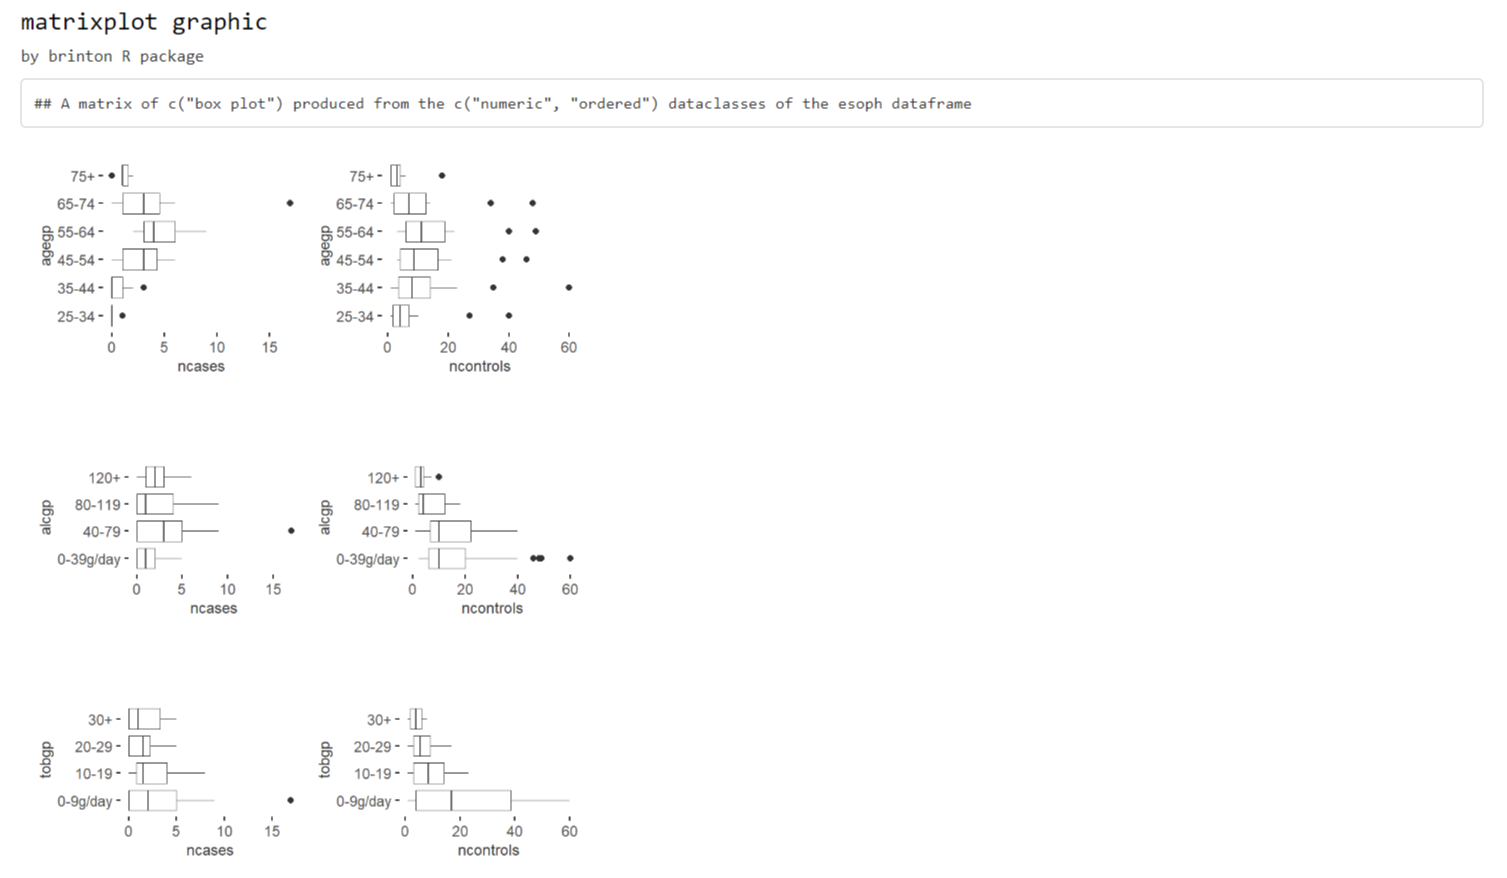 matrixplot graphic
by brinton R package
## A matrix of c("box plot") produced from the c("numeric", "ordered") dataclasses of the esoph dataframe
agegp
75+
65-74
55-64
45-54
35-44
25-34
0 5 10 15
ncases
agegp
75+
65-74
55-64
45-54
35-44
25-34
0 20 40 60
ncontrols
alcgp
120+
80-119
40-79
0-39g/day
0 5 10 15
ncases
alcgp
120+
80-119
40-79
0-39g/day
0 20 40 60
ncontrols
tobgp
30+
20-29
10-19
0-9g/day
0 5 10 15
ncases
tobgp
30+
20-29
10-19
0-9g/day
0 20 40 60
ncontrols